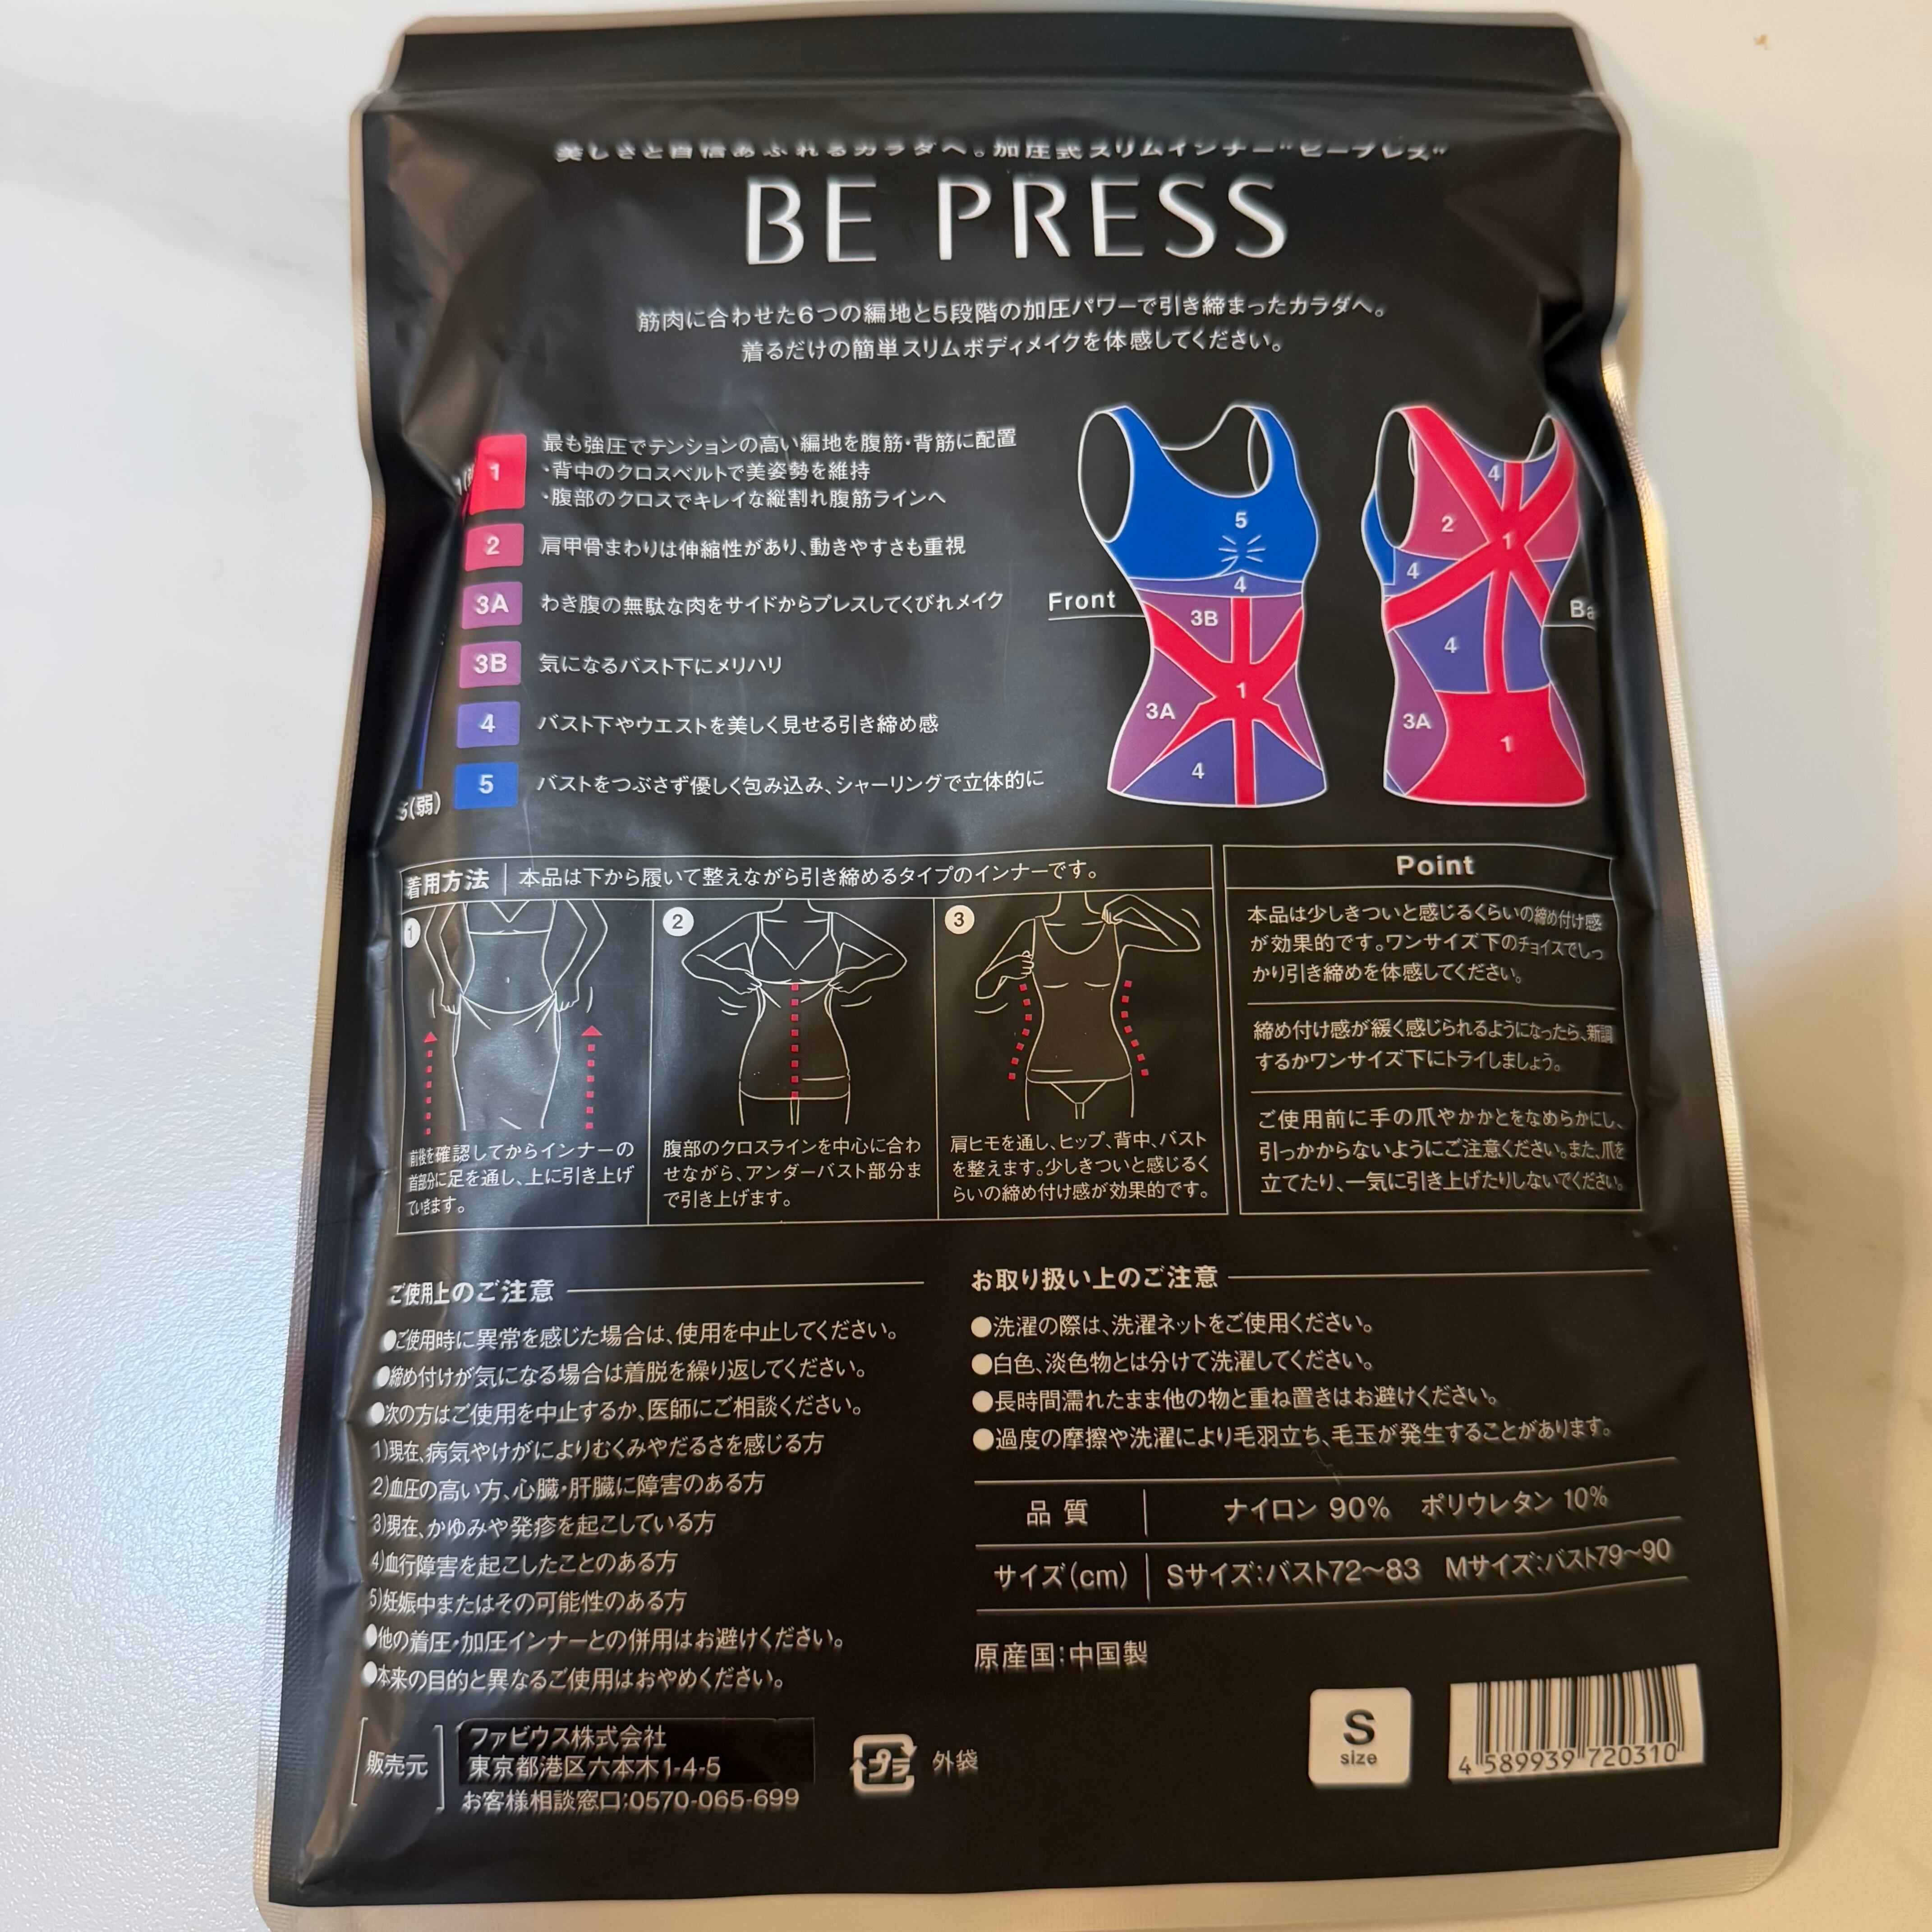 美しさと自信あふれるカラダへ。加圧式スリムインナー"ビープレス"
BE PRESS
筋肉に合わせた6つの編地と5段階の加圧パワーで引き締まったカラダへ。
着るだけの簡単スリムボディメイクを体感してください。
1
最も強圧でテンションの高い編地を腹筋・背筋に配置
・背中のクロスベルトで美姿勢を維持
・腹部のクロスでキレイな縦割れ腹筋ラインへ
2
肩甲骨まわりは伸縮性があり、動きやすさも重視
3A
わき腹の無駄な肉をサイドからプレスしてくびれメイク
3B
気になるバスト下にメリハリ
4
バスト下やウエストを美しく見せる引き締め感
5
バストをつぶさず優しく包み込み、シャーリングで立体的に
5(弱)
Front
5
4
3B
1
3A
4
Ba
4
2
1
4
4
3A
1
着用方法
本品は下から履いて整えながら引き締めるタイプのインナーです。
1
前後を確認してからインナーの
首部分に足を通し、上に引き上げ
ていきます。
2
腹部のクロスラインを中心に合わ
せながら、アンダーバスト部分ま
で引き上げます。
3
肩ヒモを通し、ヒップ、背中、バスト
を整えます。少しきついと感じるく
らいの締め付け感が効果的です。
Point
本品は少しきついと感じるくらいの締め付け感
が効果的です。ワンサイズ下のチョイスでしっ
かり引き締めを体感してください。
締め付け感が緩く感じられるようになったら、新調
するかワンサイズ下にトライしましょう。
ご使用前に手の爪やかかとをなめらかにし、
引っかからないようにご注意ください。また、爪を
立てたり、一気に引き上げたりしないでください。
ご使用上のご注意
●ご使用時に異常を感じた場合は、使用を中止してください。
●締め付けが気になる場合は着脱を繰り返してください。
●次の方はご使用を中止するか、医師にご相談ください。
1)現在、病気やけがによりむくみやだるさを感じる方
2)血圧の高い方、心臓・肝臓に障害のある方
3)現在、かゆみや発疹を起こしている方
4)血行障害を起こしたことのある方
5)妊娠中またはその可能性のある方
●他の着圧・加圧インナーとの併用はお避けください。
●本来の目的と異なるご使用はおやめください。
お取り扱い上のご注意
●洗濯の際は、洗濯ネットをご使用ください。
●白色、淡色物とは分けて洗濯してください。
●長時間濡れたまま他の物と重ね置きはお避けください。
●過度の摩擦や洗濯により毛羽立ち、毛玉が発生することがあります。
品質 ナイロン 90% ポリウレタン 10%
サイズ(cm) Sサイズ:バスト72〜83 Mサイズ:バスト79〜90
原産国:中国製
販売元
ファビウス株式会社
東京都港区六本木1-4-5
お客様相談窓口:0570-065-699
プラ
外袋
S
size
4 589939 720310